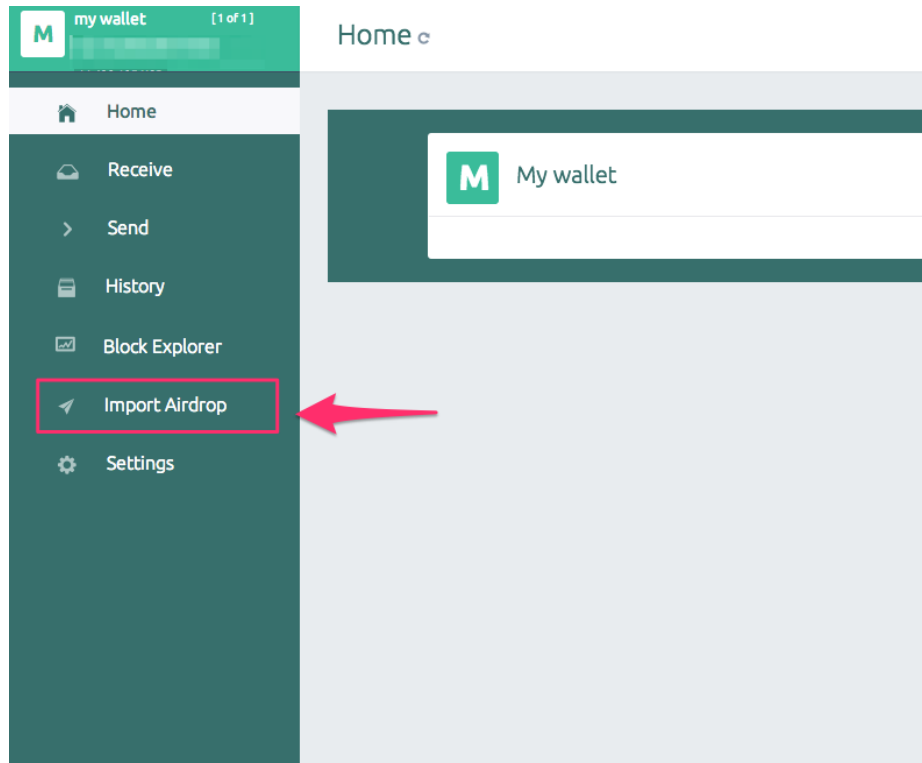 M my wallet [1 of 1]
Home
Home
Receive
Send
History
Block Explorer
Import Airdrop
Settings
M My wallet